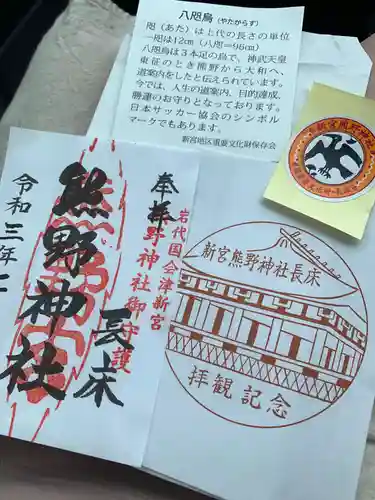 八咫烏（やたがらす）
咫（あた）は上代の長さの単位
一咫は12㎝（八咫＝96㎝）
八咫烏は３本足の烏で、神武天皇
東征のとき熊野から大和へ、
道案内をしたと伝えられています。
今では、人生の道案内、目的達成、
勝運のお守りとなっております。
日本サッカー協会のシンボル
マークでもあります。
新宮地区重要文化財保存会
奉拝
岩代国会津新宮
熊野神社御守護
熊野神社
長床
令和三年
新宮熊野神社長床
拝観記念